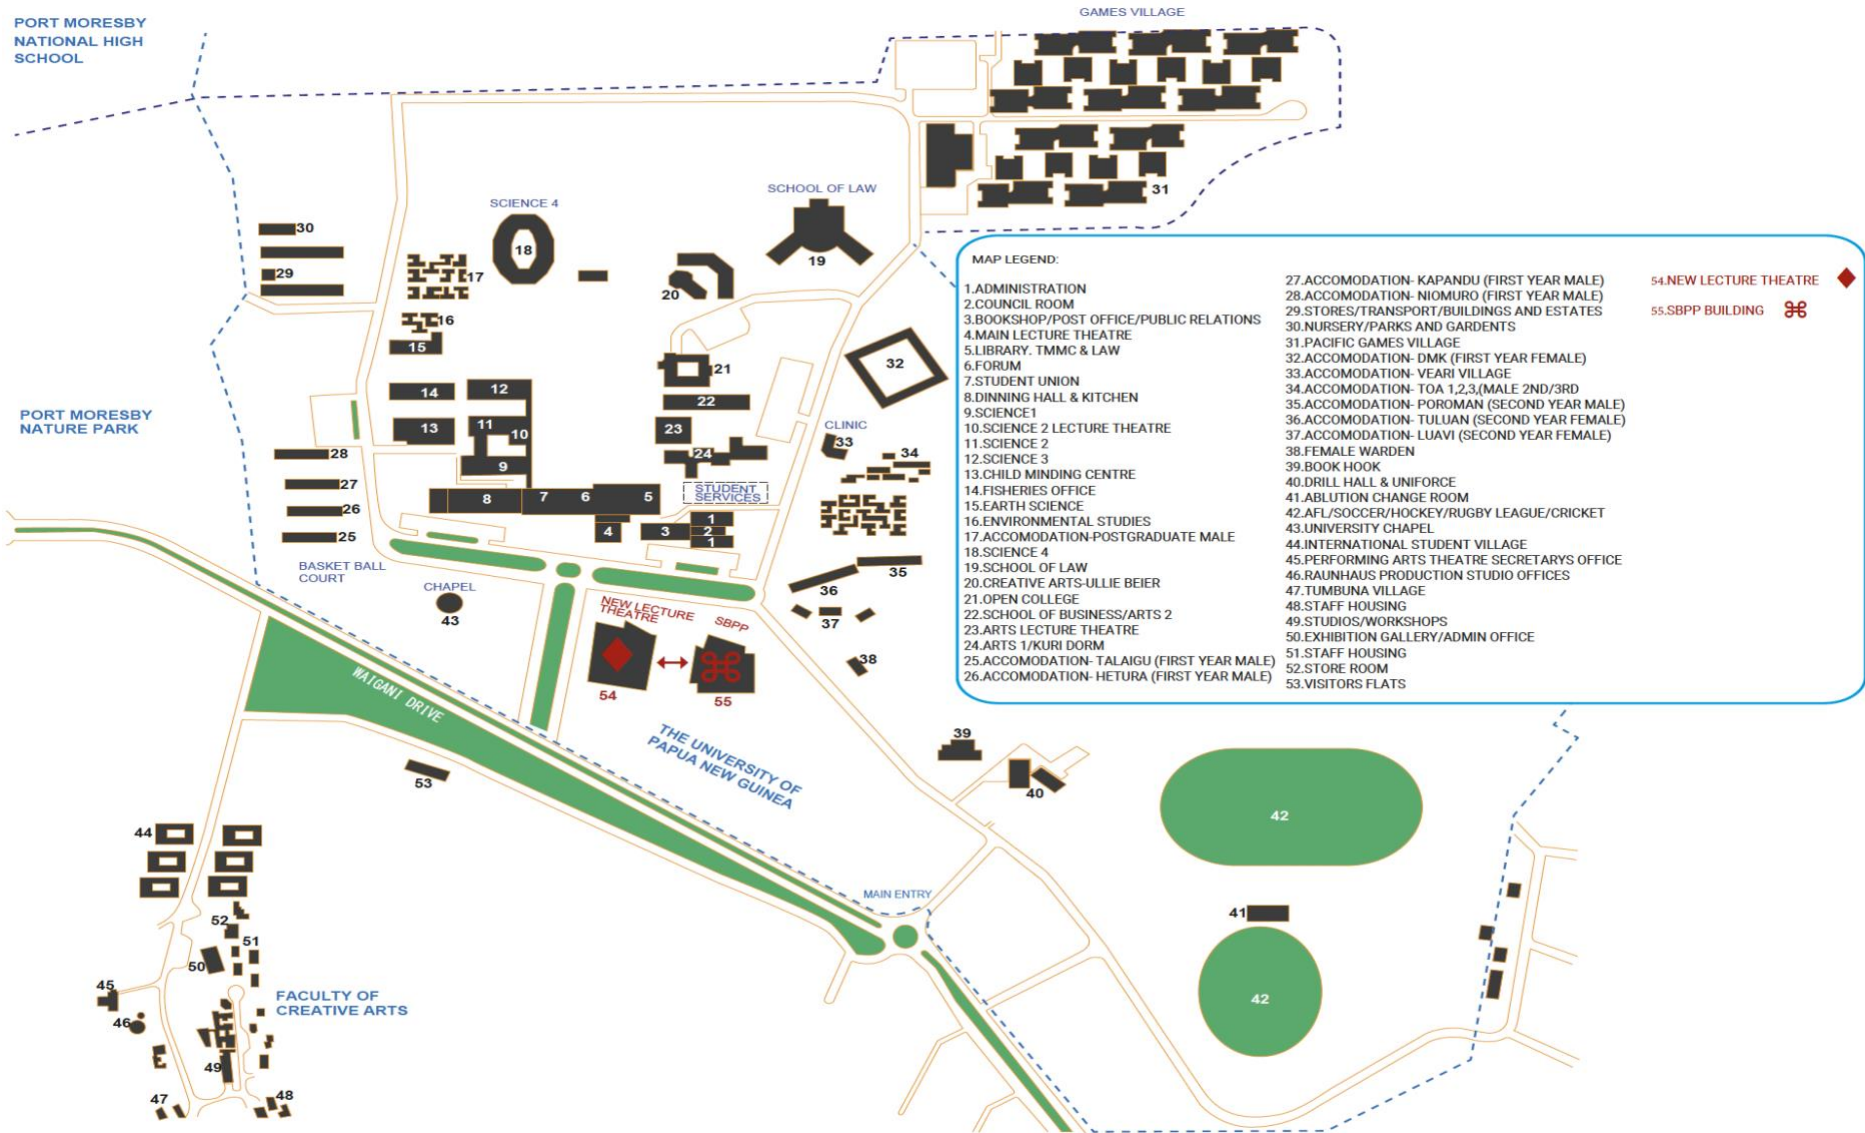 PORT MORESBY
NATIONAL HIGH
SCHOOL
GAMES VILLAGE
31
SCHOOL OF LAW
19
SCIENCE 4
18
30
29
17
16
15
20
21
32
14
12
22
PORT MORESBY
NATURE PARK
13
11
10
9
23
24
CLINIC
33
34
28
27
26
25
8
7
6
5
STUDENT
SERVICES
4
3
1
2
1
BASKET BALL
COURT
CHAPEL
43
35
36
37
38
NEW LECTURE
THEATRE
SBPP
54
55
WAIGANI DRIVE
THE UNIVERSITY OF
PAPUA NEW GUINEA
53
39
40
42
MAIN ENTRY
41
42
44
52
51
50
45
46
FACULTY OF
CREATIVE ARTS
49
47
48
MAP LEGEND:
1.ADMINISTRATION
2.COUNCIL ROOM
3.BOOKSHOP/POST OFFICE/PUBLIC RELATIONS
4.MAIN LECTURE THEATRE
5.LIBRARY. TMMC & LAW
6.FORUM
7.STUDENT UNION
8.DINNING HALL & KITCHEN
9.SCIENCE1
10.SCIENCE 2 LECTURE THEATRE
11.SCIENCE 2
12.SCIENCE 3
13.CHILD MINDING CENTRE
14.FISHERIES OFFICE
15.EARTH SCIENCE
16.ENVIRONMENTAL STUDIES
17.ACCOMODATION-POSTGRADUATE MALE
18.SCIENCE 4
19.SCHOOL OF LAW
20.CREATIVE ARTS-ULLIE BEIER
21.OPEN COLLEGE
22.SCHOOL OF BUSINESS/ARTS 2
23.ARTS LECTURE THEATRE
24.ARTS 1/KURI DORM
25.ACCOMODATION- TALAIGU (FIRST YEAR MALE)
26.ACCOMODATION- HETURA (FIRST YEAR MALE)
27.ACCOMODATION- KAPANDU (FIRST YEAR MALE)
28.ACCOMODATION- NIOMURO (FIRST YEAR MALE)
29.STORES/TRANSPORT/BUILDINGS AND ESTATES
30.NURSERY/PARKS AND GARDENTS
31.PACIFIC GAMES VILLAGE
32.ACCOMODATION- DMK (FIRST YEAR FEMALE)
33.ACCOMODATION- VEARI VILLAGE
34.ACCOMODATION- TOA 1,2,3,(MALE 2ND/3RD
35.ACCOMODATION- POROMAN (SECOND YEAR MALE)
36.ACCOMODATION- TULUAN (SECOND YEAR FEMALE)
37.ACCOMODATION- LUAVI (SECOND YEAR FEMALE)
38.FEMALE WARDEN
39.BOOK HOOK
40.DRILL HALL & UNIFORCE
41.ABLUTION CHANGE ROOM
42.AFL/SOCCER/HOCKEY/RUGBY LEAGUE/CRICKET
43.UNIVERSITY CHAPEL
44.INTERNATIONAL STUDENT VILLAGE
45.PERFORMING ARTS THEATRE SECRETARYS OFFICE
46.RAUNHAUS PRODUCTION STUDIO OFFICES
47.TUMBUNA VILLAGE
48.STAFF HOUSING
49.STUDIOS/WORKSHOPS
50.EXHIBITION GALLERY/ADMIN OFFICE
51.STAFF HOUSING
52.STORE ROOM
53.VISITORS FLATS
54.NEW LECTURE THEATRE
55.SBPP BUILDING